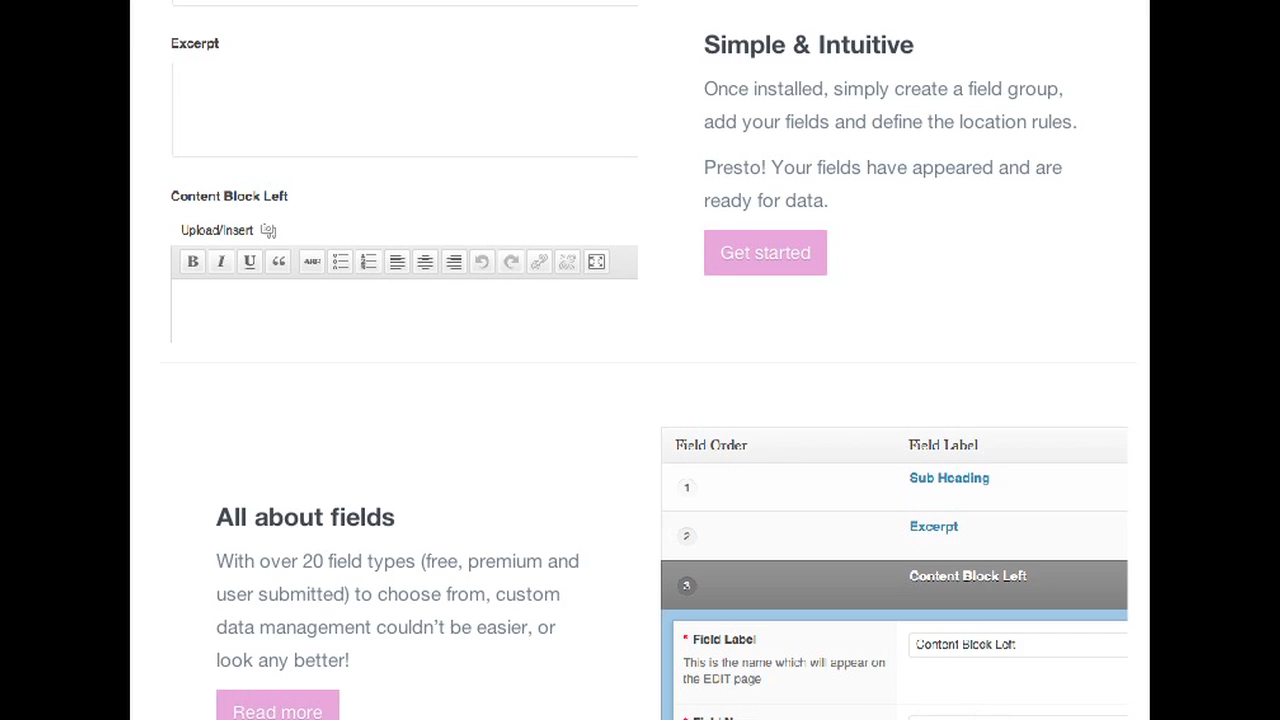 Excerpt
Simple & Intuitive
Once installed, simply create a field group,
add your fields and define the location rules.
Presto! Your fields have appeared and are
ready for data.
Get started
Content Block Left
Upload/Insert
B I U “ ABC
All about fields
With over 20 field types (free, premium and
user submitted) to choose from, custom
data management couldn’t be easier, or
look any better!
Read more
Field Order Field Label
1 Sub Heading
2 Excerpt
3 Content Block Left
* Field Label Content Block Left
This is the name which will appear on
the EDIT page